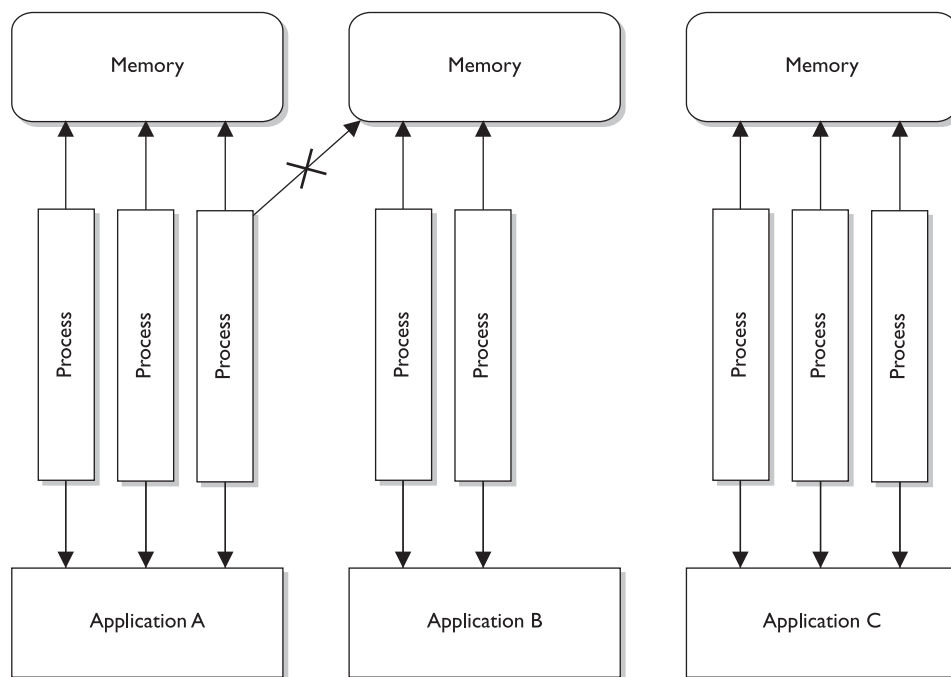 Memory
Memory
Memory
Process
Process
Process
Process
Process
Process
Process
Process
Application A
Application B
Application C